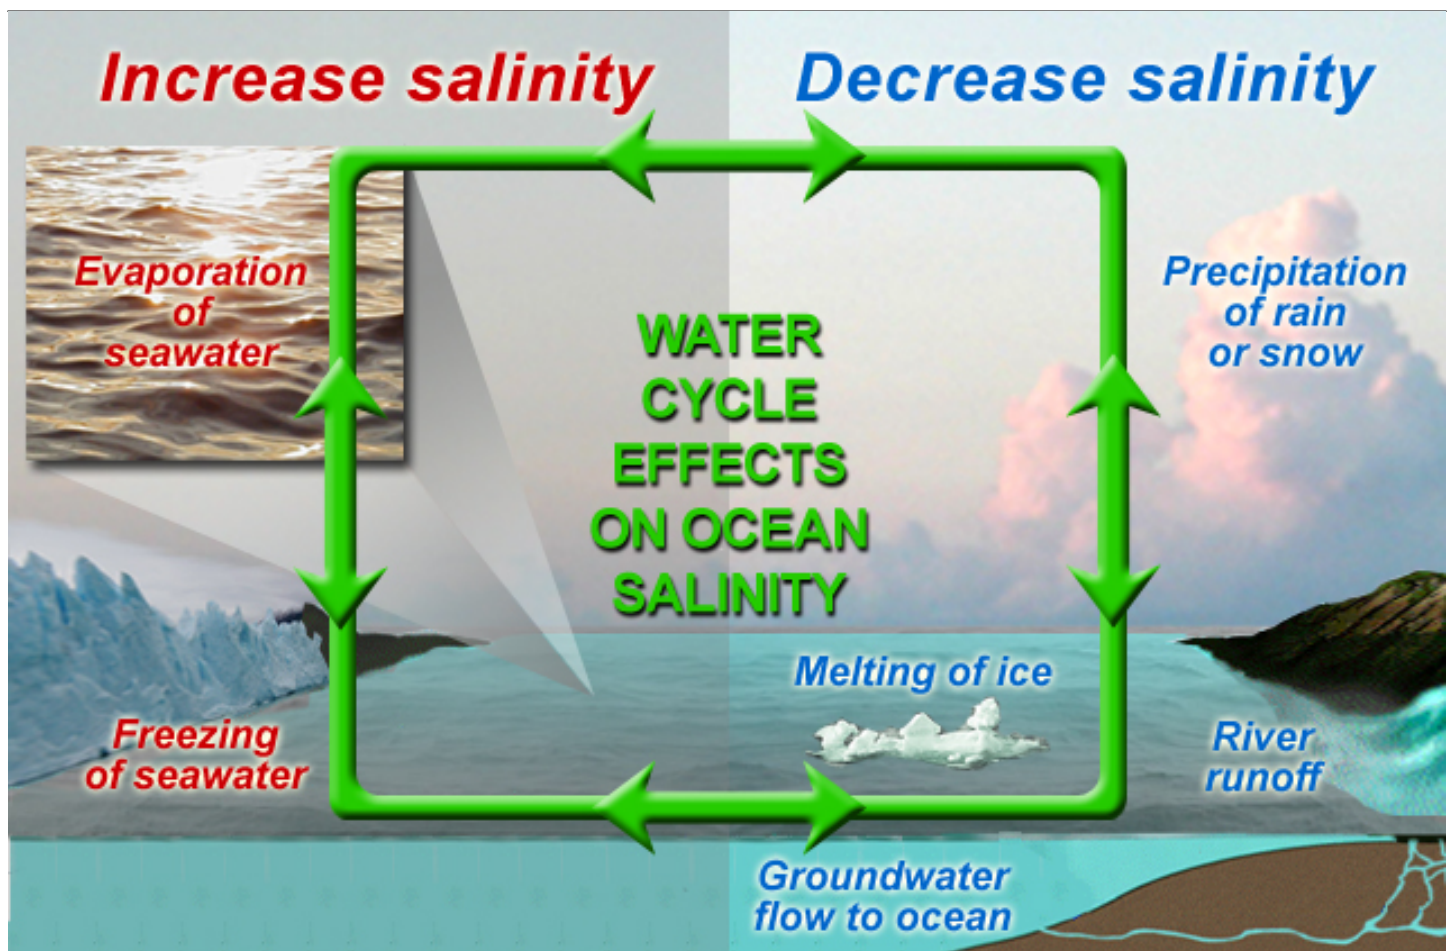 Increase salinity
Decrease salinity
Evaporation
of
seawater
Precipitation
of rain
or snow
WATER
CYCLE
EFFECTS
ON OCEAN
SALINITY
Melting of ice
Freezing
of seawater
River
runoff
Groundwater
flow to ocean